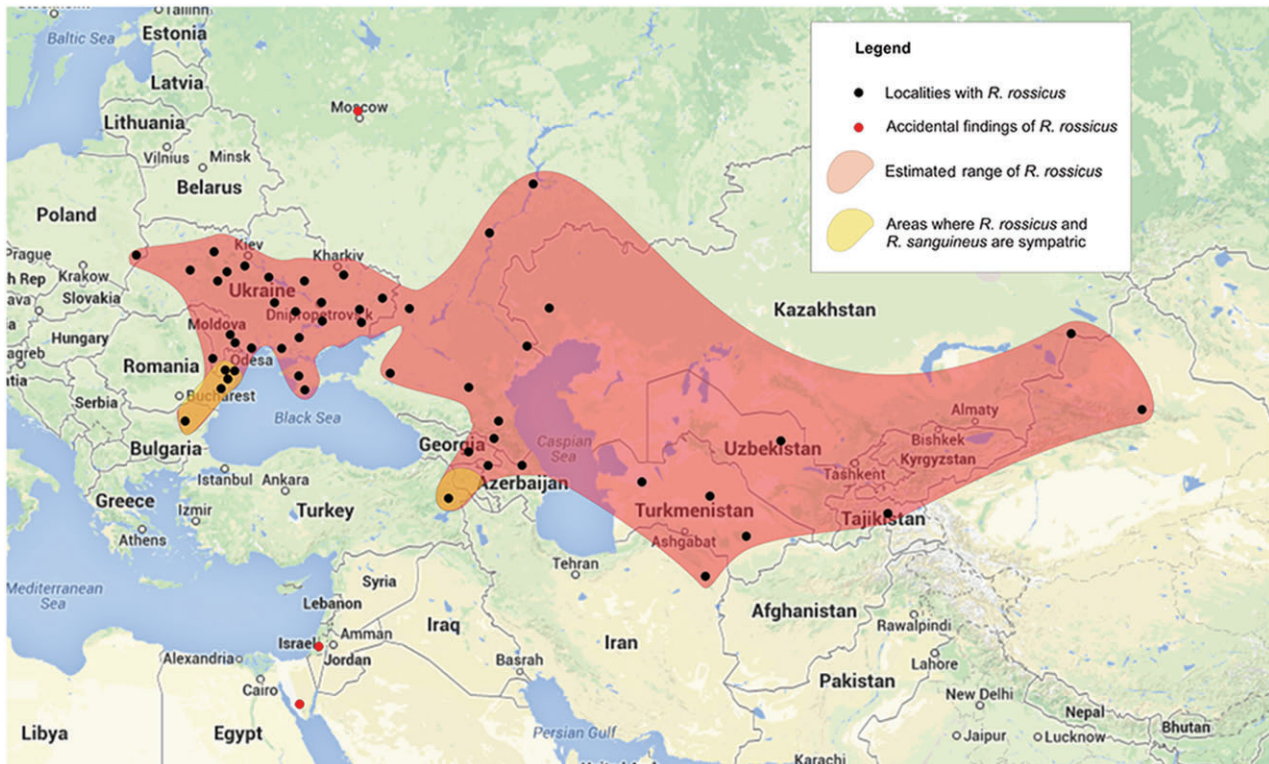 Tallinn
Baltic Sea
Estonia
Latvia
Moscow
Lithuania
Vilnius
Minsk
Belarus
Poland
Prague
Kiev
Kharkiv
Krakow
Slovakia
Ukraine
Dnipropetrovsk
Hungary
Moldova
Romania
Odesa
Serbia
Bucharest
Black Sea
Bulgaria
Georgia
Caspian
Sea
Azerbaijan
Istanbul
Ankara
Greece
Izmir
Turkey
Athens
Mediterranean
Sea
Syria
Lebanon
Israel
Amman
Jordan
Iraq
Tehran
Iran
Basrah
Alexandria
Cairo
Libya
Egypt
Persian Gulf
Kazakhstan
Almaty
Bishkek
Uzbekistan
Tashkent
Kyrgyzstan
Turkmenistan
Ashgabat
Tajikistan
Afghanistan
Rawalpindi
Lahore
Pakistan
New Delhi
Nepal
Bhutan
Jaipur
Lucknow
Karachi
Legend
Localities with R. rossicus
Accidental findings of R. rossicus
Estimated range of R. rossicus
Areas where R. rossicus and
R. sanguineus are sympatric